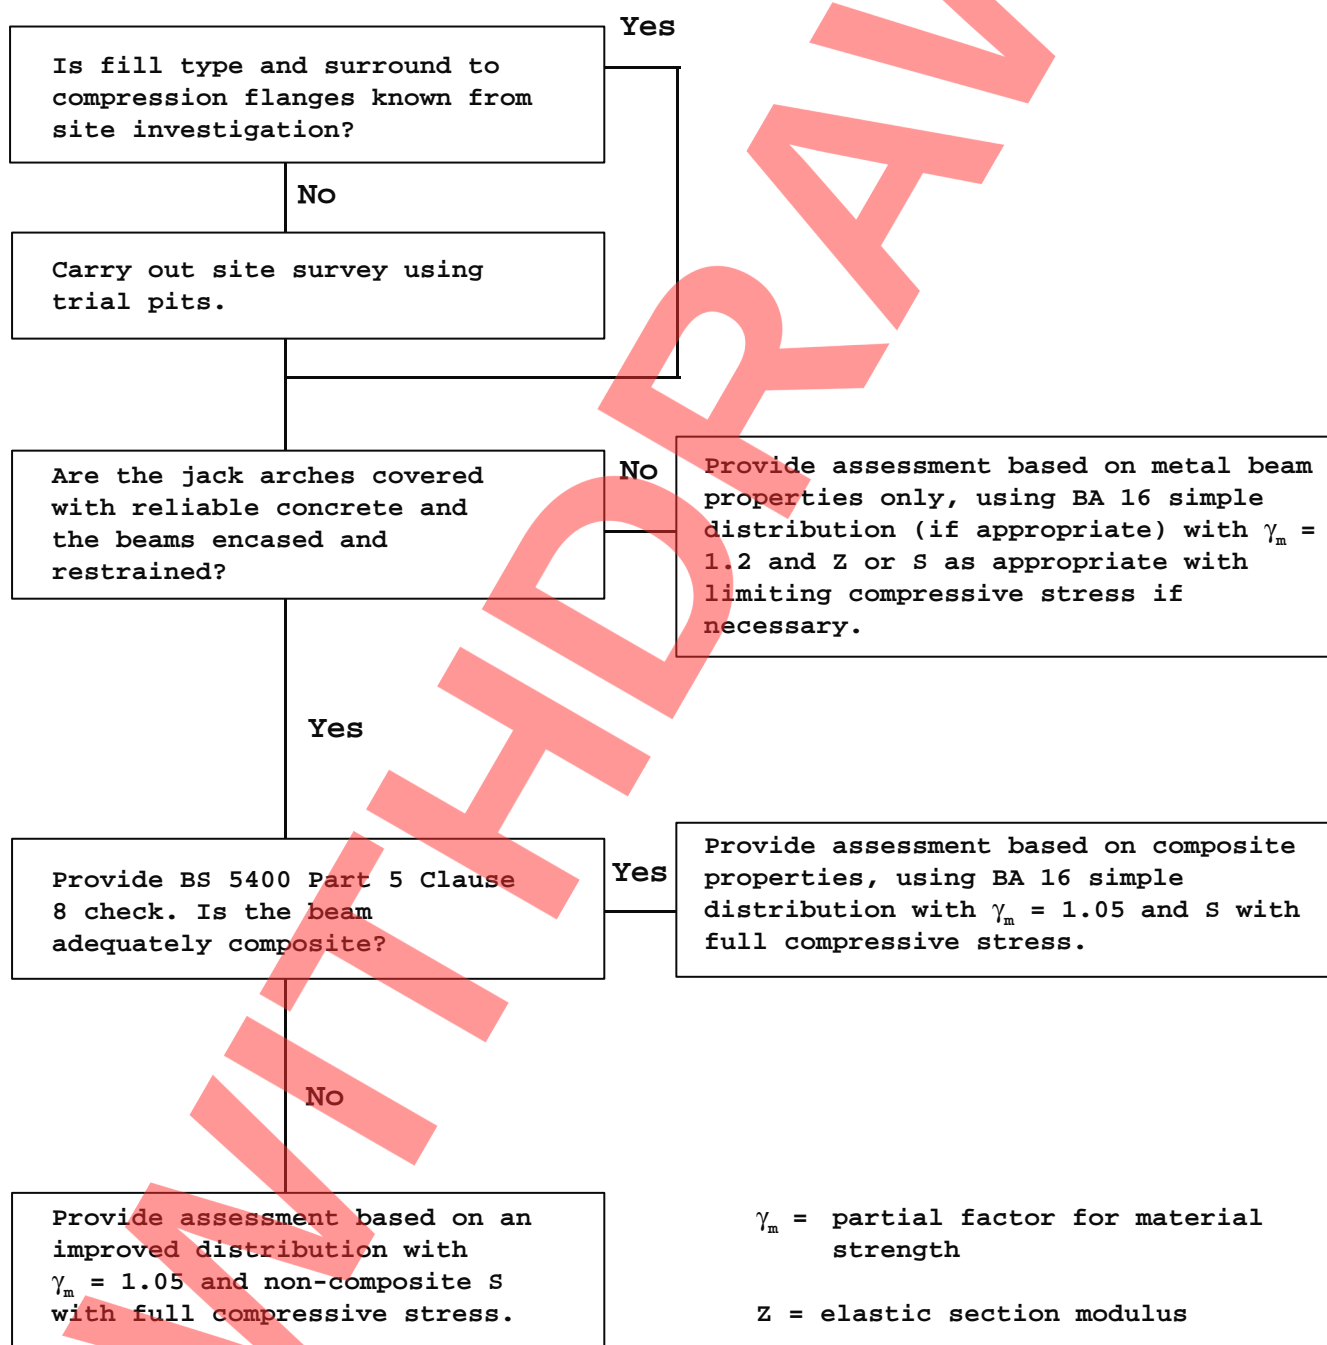 Yes
Is fill type and surround to
compression flanges known from
site investigation?
No
Carry out site survey using
trial pits.
Are the jack arches covered
with reliable concrete and
the beams encased and
restrained?
No
Provide assessment based on metal beam
properties only, using BA 16 simple
distribution (if appropriate) with γm =
1.2 and Z or S as appropriate with
limiting compressive stress if
necessary.
Yes
Provide BS 5400 Part 5 Clause
8 check. Is the beam
adequately composite?
Yes
Provide assessment based on composite
properties, using BA 16 simple
distribution with γm = 1.05 and S with
full compressive stress.
No
Provide assessment based on an
improved distribution with
γm = 1.05 and non-composite S
with full compressive stress.
γm = partial factor for material
strength
Z = elastic section modulus
WITHDRAW